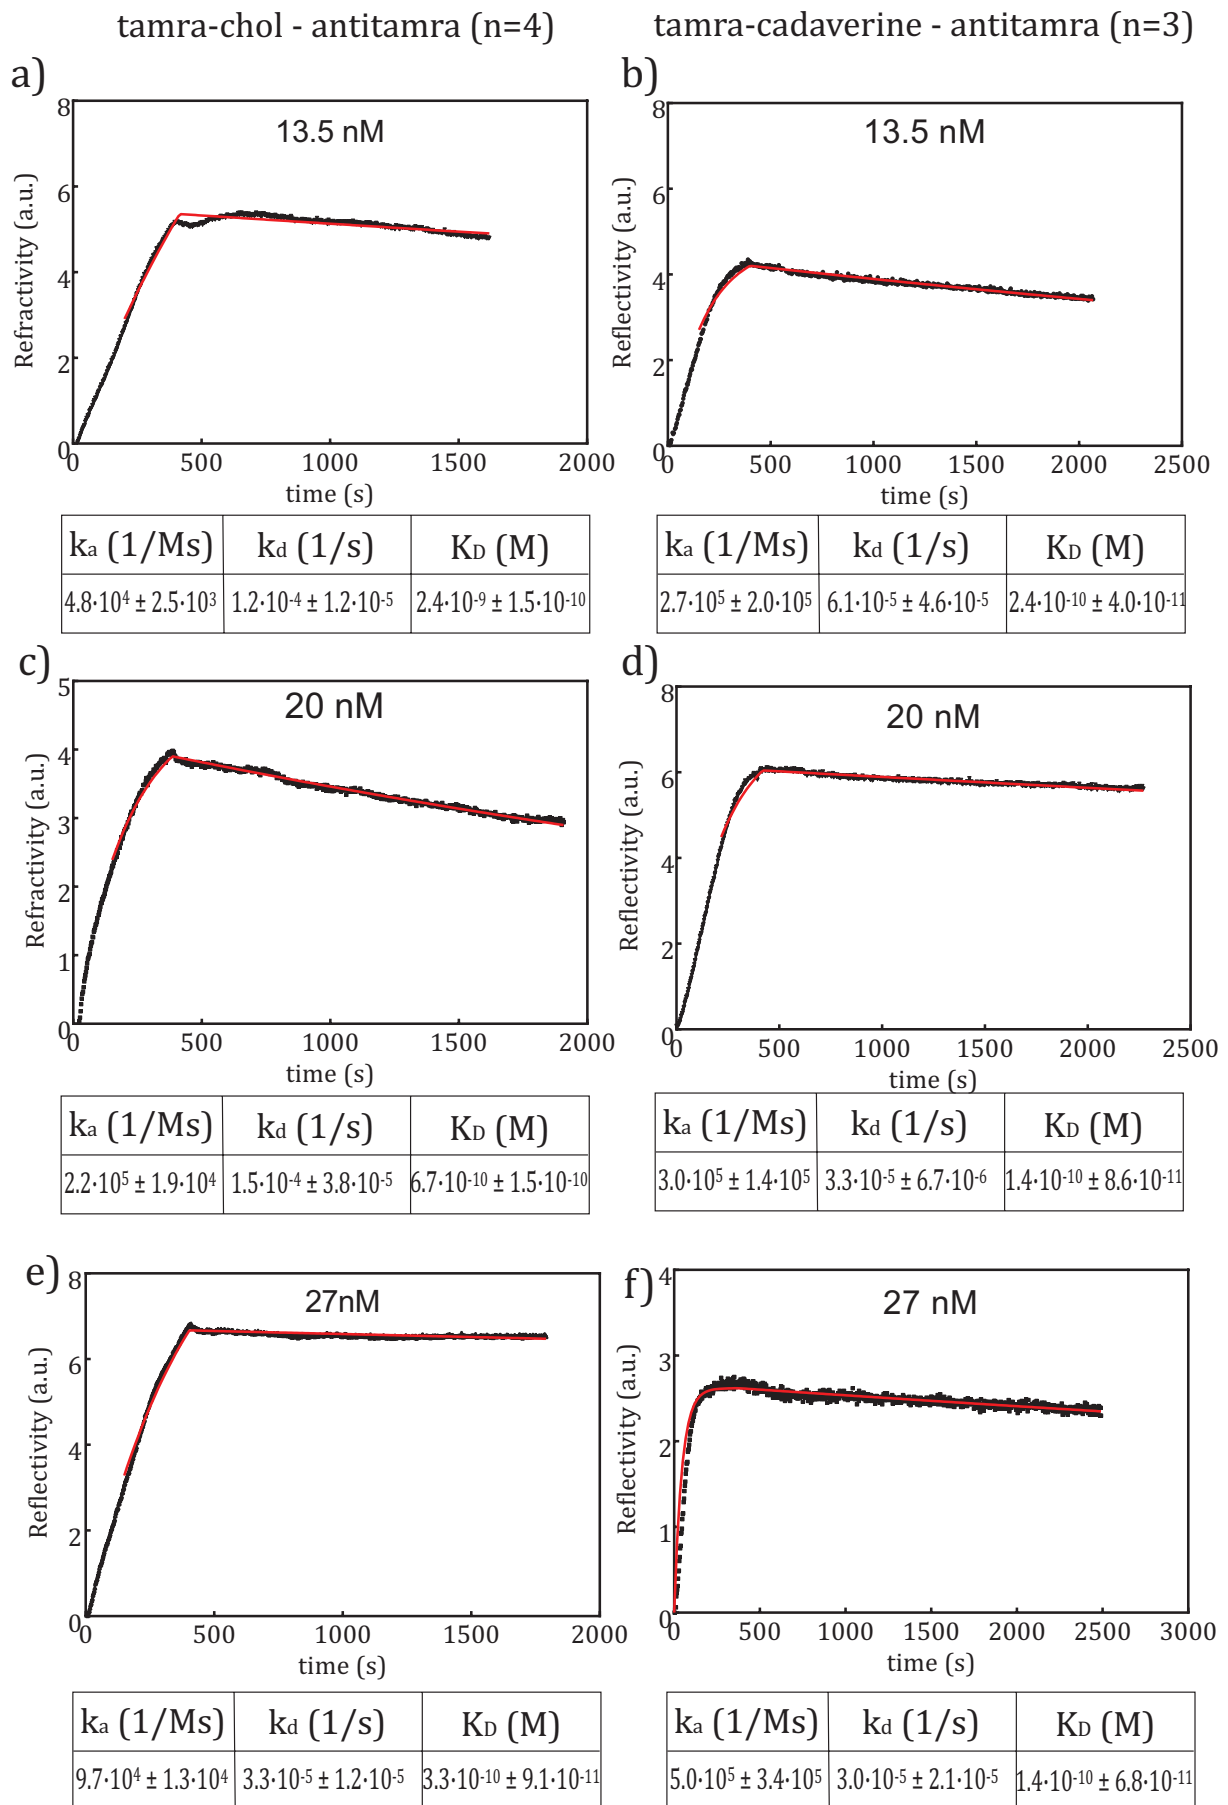 tamra-chol - antitamra (n=4)
tamra-cadaverine - antitamra (n=3)
a)
13.5 nM
Refractivity (a.u.)
8
6
4
2
0
0 500 1000 1500 2000
time (s)
ka (1/Ms) kd (1/s) KD (M)
4.8·10⁴ ± 2.5·10³ 1.2·10⁻⁴ ± 1.2·10⁻⁵ 2.4·10⁻⁹ ± 1.5·10⁻¹⁰
b)
13.5 nM
Reflectivity (a.u.)
8
6
4
2
0
0 500 1000 1500 2000 2500
time (s)
ka (1/Ms) kd (1/s) KD (M)
2.7·10⁵ ± 2.0·10⁵ 6.1·10⁻⁵ ± 4.6·10⁻⁵ 2.4·10⁻¹⁰ ± 4.0·10⁻¹¹
c)
20 nM
Refractivity (a.u.)
5
4
3
2
1
0
0 500 1000 1500 2000
time (s)
ka (1/Ms) kd (1/s) KD (M)
2.2·10⁵ ± 1.9·10⁴ 1.5·10⁻⁴ ± 3.8·10⁻⁵ 6.7·10⁻¹⁰ ± 1.5·10⁻¹⁰
d)
20 nM
Reflectivity (a.u.)
8
6
4
2
0
0 500 1000 1500 2000 2500
time (s)
ka (1/Ms) kd (1/s) KD (M)
3.0·10⁵ ± 1.4·10⁵ 3.3·10⁻⁵ ± 6.7·10⁻⁶ 1.4·10⁻¹⁰ ± 8.6·10⁻¹¹
e)
27nM
Reflectivity (a.u.)
8
6
4
2
0
0 500 1000 1500 2000
time (s)
ka (1/Ms) kd (1/s) KD (M)
9.7·10⁴ ± 1.3·10⁴ 3.3·10⁻⁵ ± 1.2·10⁻⁵ 3.3·10⁻¹⁰ ± 9.1·10⁻¹¹
f)
27 nM
Reflectivity (a.u.)
4
3
2
1
0
0 500 1000 1500 2000 2500 3000
time (s)
ka (1/Ms) kd (1/s) KD (M)
5.0·10⁵ ± 3.4·10⁵ 3.0·10⁻⁵ ± 2.1·10⁻⁵ 1.4·10⁻¹⁰ ± 6.8·10⁻¹¹